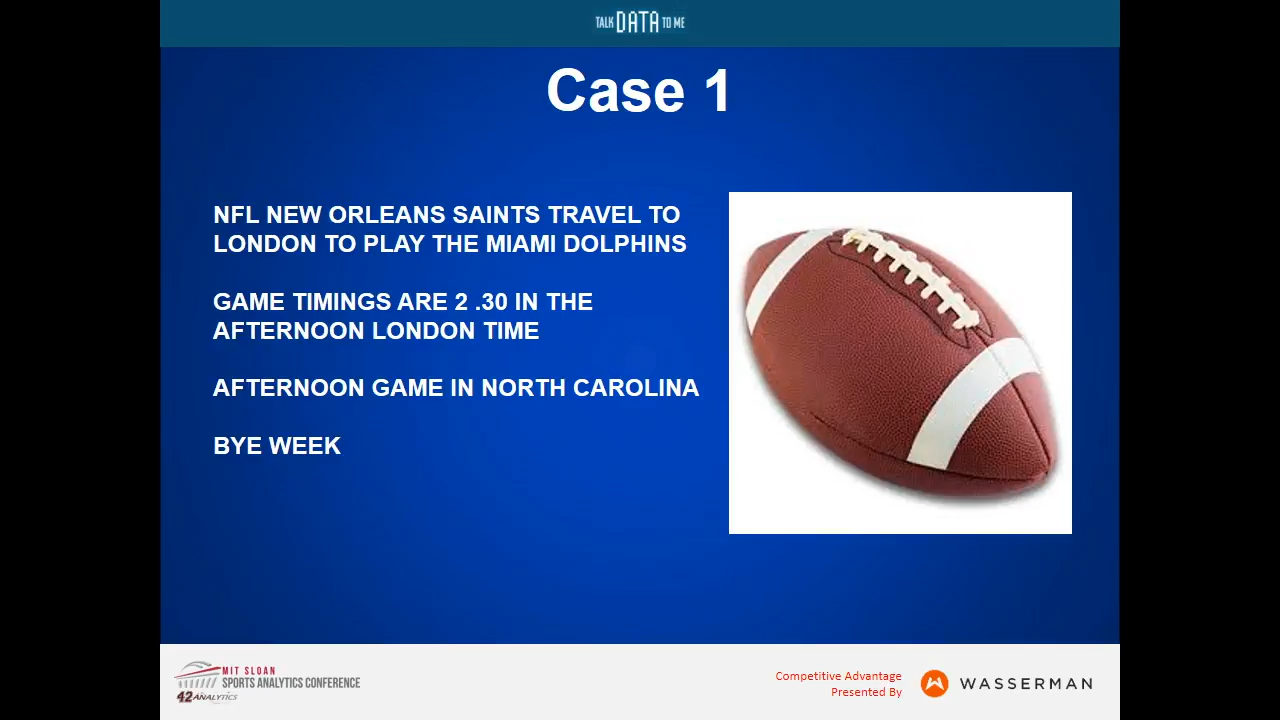 TALK DATA TO ME
Case 1
NFL NEW ORLEANS SAINTS TRAVEL TO
LONDON TO PLAY THE MIAMI DOLPHINS
GAME TIMINGS ARE 2 .30 IN THE
AFTERNOON LONDON TIME
AFTERNOON GAME IN NORTH CAROLINA
BYE WEEK
MIT SLOAN
SPORTS ANALYTICS CONFERENCE
42 ANALYTICS
Competitive Advantage
Presented By
WASSERMAN